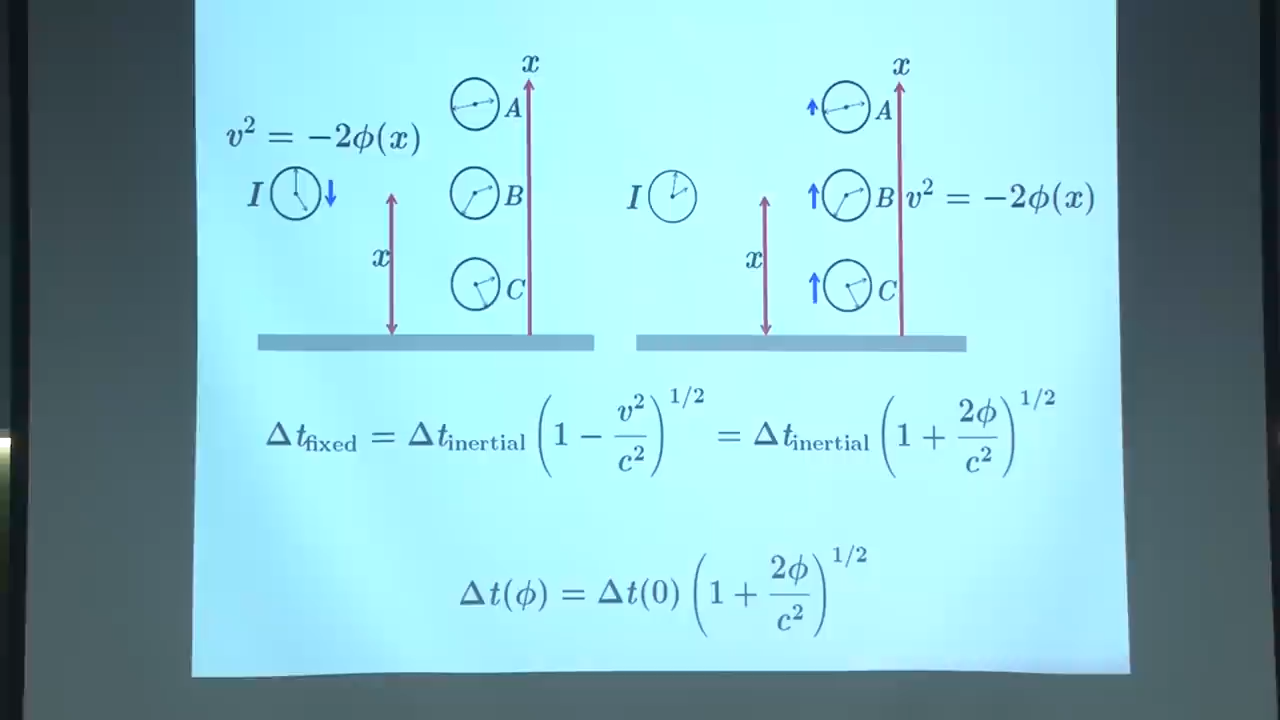 x x
v² = −2ϕ(x) A A
I B I B v² = −2ϕ(x)
x x
C C
Δt_fixed = Δt_inertial (1 − v²/c²)^1/2 = Δt_inertial (1 + 2ϕ/c²)^1/2
Δt(ϕ) = Δt(0) (1 + 2ϕ/c²)^1/2